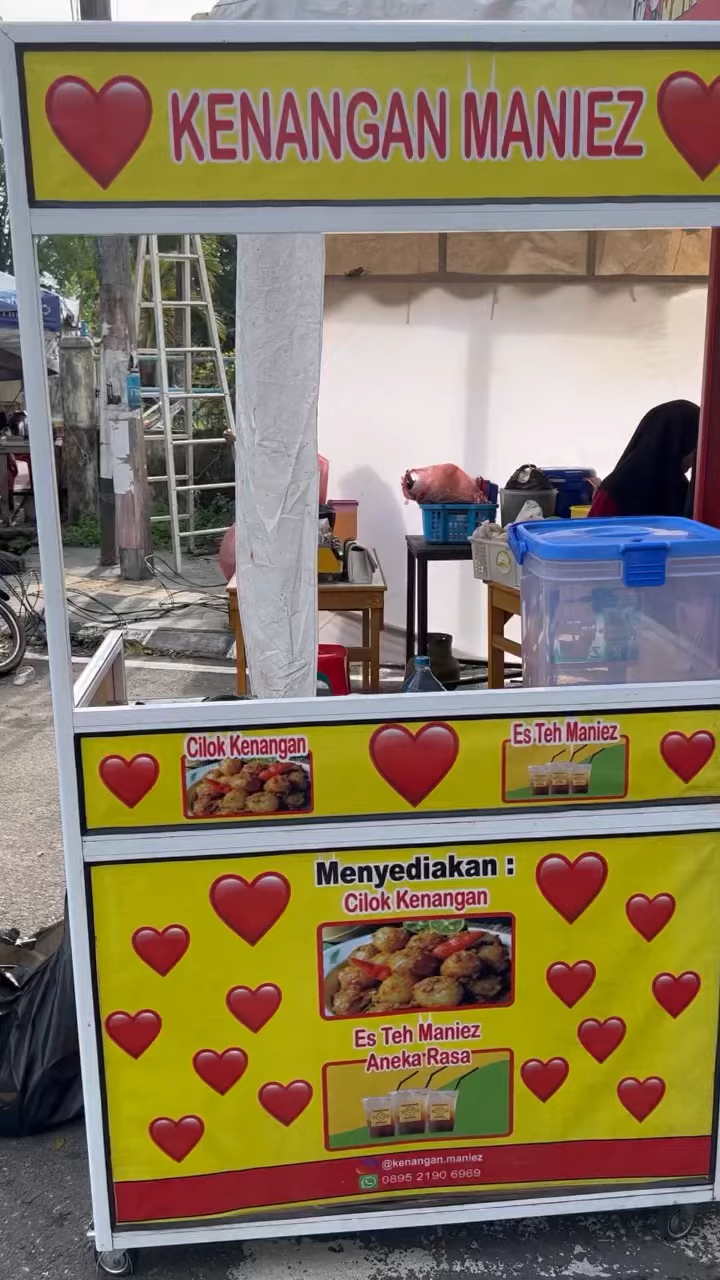 KENANGAN MANIEZ
Cilok Kenangan
Es Teh Maniez
Menyediakan :
Cilok Kenangan
Es Teh Maniez
Aneka Rasa
@kenangan.maniez
0895 2190 6969